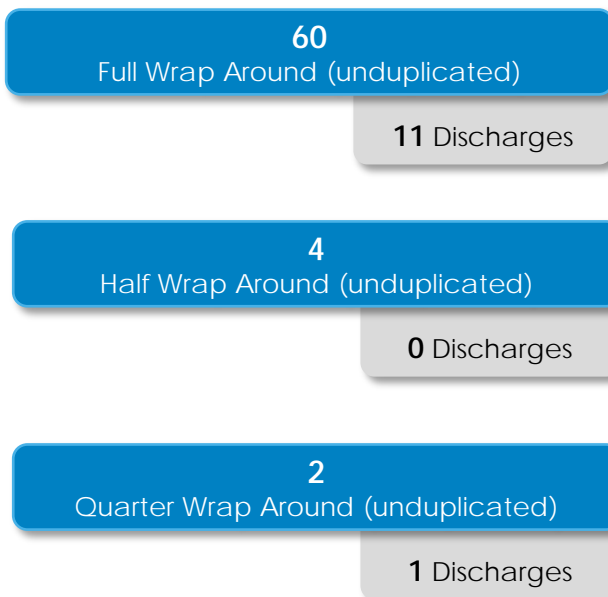 60
Full Wrap Around (unduplicated)
11 Discharges
4
Half Wrap Around (unduplicated)
0 Discharges
2
Quarter Wrap Around (unduplicated)
1 Discharges